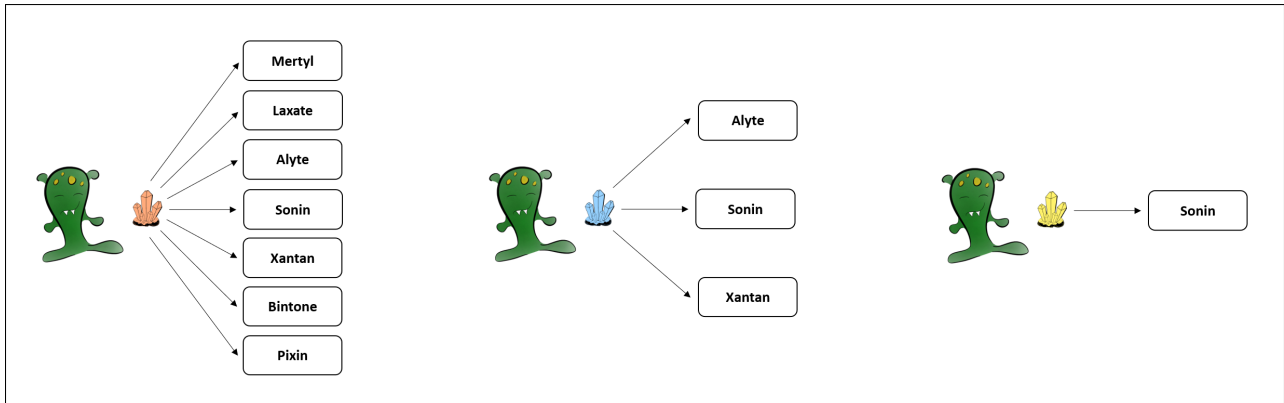 Mertyl
Laxate
Alyte
Sonin
Xantan
Bintone
Pixin
Alyte
Sonin
Xantan
Sonin